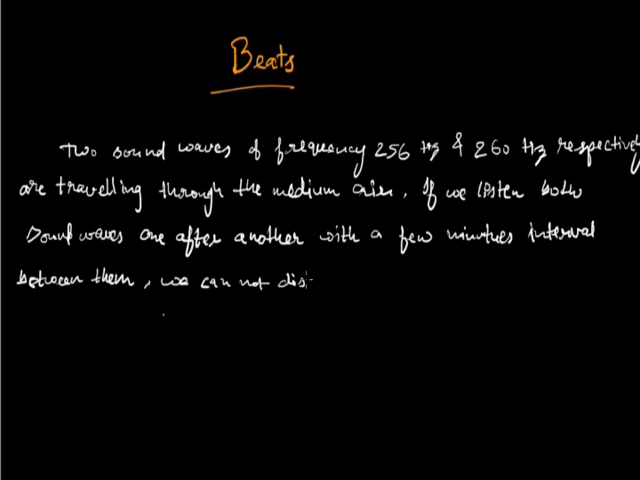 Beats
Two sound waves of frequency 256 Hz & 260 Hz respectively
are travelling through the medium air. If we listen both
Sound waves one after another with a few minutes interval
between them, we can not dis